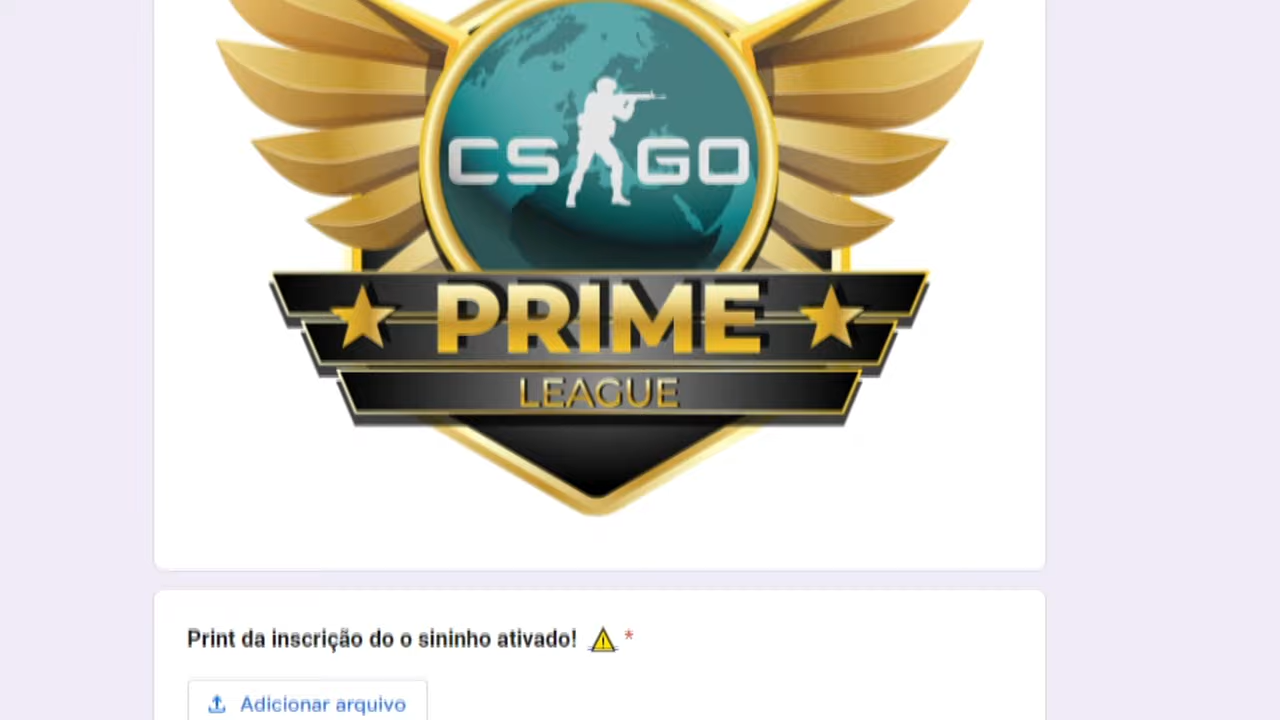 CS GO
PRIME
LEAGUE
Print da inscrição do o sininho ativado! ⚠ *
Adicionar arquivo